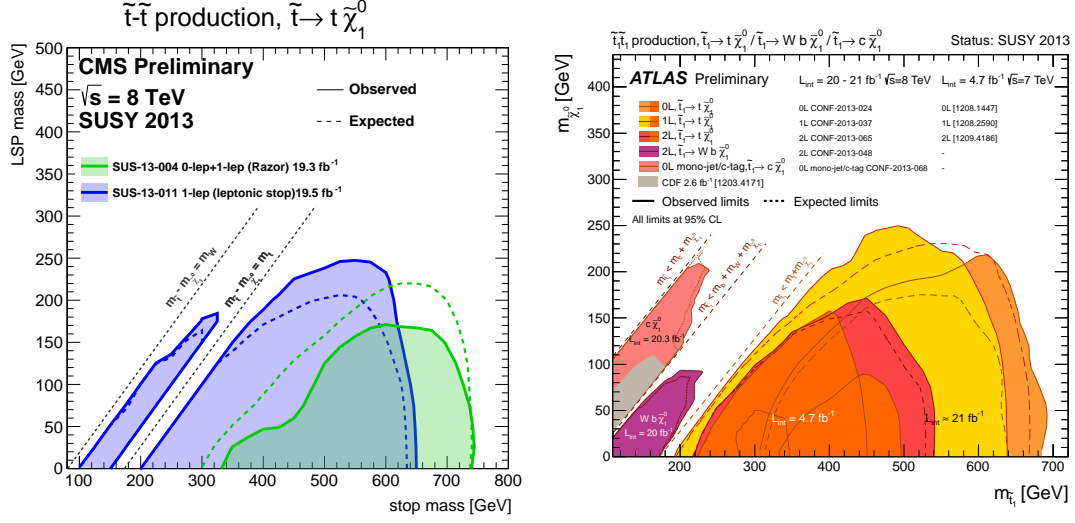 t̃-t̃ production, t̃→ t χ̃⁰₁
LSP mass [GeV]
500
450
400
350
300
250
200
150
100
50
0
CMS Preliminary
√s = 8 TeV
SUSY 2013
Observed
Expected
SUS-13-004 0-lep+1-lep (Razor) 19.3 fb⁻¹
SUS-13-011 1-lep (leptonic stop)19.5 fb⁻¹
m_t̃ - m_χ̃⁰₁ = m_W
m_t̃ - m_χ̃⁰₁ = m_t
100 200 300 400 500 600 700 800
stop mass [GeV]
t̃₁t̃₁ production, t̃₁→ t χ̃⁰₁ / t̃₁→ W b χ̃⁰₁ / t̃₁→ c χ̃⁰₁
Status: SUSY 2013
m_χ̃⁰₁ [GeV]
400
350
300
250
200
150
100
50
0
ATLAS Preliminary
L_int = 20 - 21 fb⁻¹ √s=8 TeV
L_int = 4.7 fb⁻¹ √s=7 TeV
0L, t̃₁→ t χ̃⁰₁ 0L CONF-2013-024 0L [1208.1447]
1L, t̃₁→ t χ̃⁰₁ 1L CONF-2013-037 1L [1208.2590]
2L, t̃₁→ t χ̃⁰₁ 2L CONF-2013-065 2L [1209.4186]
2L, t̃₁→ W b χ̃⁰₁ 2L CONF-2013-048 -
0L mono-jet/c-tag, t̃₁→ c χ̃⁰₁ 0L mono-jet/c-tag CONF-2013-068 -
CDF 2.6 fb⁻¹ [1203.4171]
Observed limits
Expected limits
All limits at 95% CL
m_t̃₁ < m_c + m_χ̃⁰₁
m_t̃₁ < m_b + m_W + m_χ̃⁰₁
m_t̃₁ < m_t + m_χ̃⁰₁
c χ̃⁰₁
L_int = 20.3 fb⁻¹
W b χ̃⁰₁
L_int = 20 fb⁻¹
L_int = 4.7 fb⁻¹
L_int ≈ 21 fb⁻¹
200 300 400 500 600 700
m_t̃₁ [GeV]